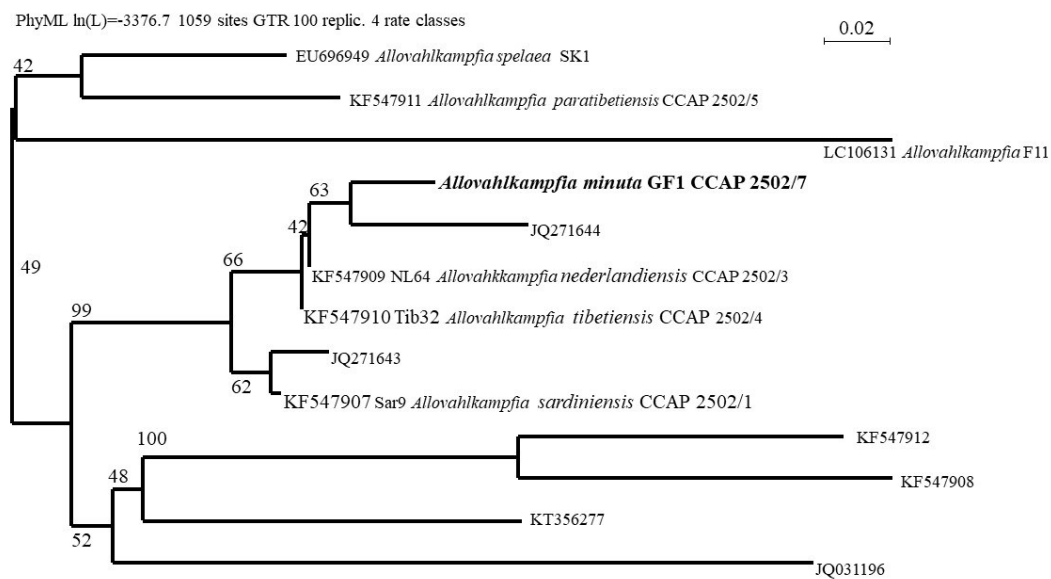 PhyML ln(L)=-3376.7 1059 sites GTR 100 replic. 4 rate classes
0.02
EU696949 Allovahlkampfia spelaea SK1
42
KF547911 Allovahlkampfia paratibetiensis CCAP 2502/5
LC106131 Allovahlkampfia F11
Allovahlkampfia minuta GF1 CCAP 2502/7
63
JQ271644
42
49
66
KF547909 NL64 Allovahkkampfia nederlandiensis CCAP 2502/3
99
KF547910 Tib32 Allovahlkampfia tibetiensis CCAP 2502/4
JQ271643
62
KF547907 Sar9 Allovahlkampfia sardiniensis CCAP 2502/1
100
KF547912
48
KF547908
KT356277
52
JQ031196